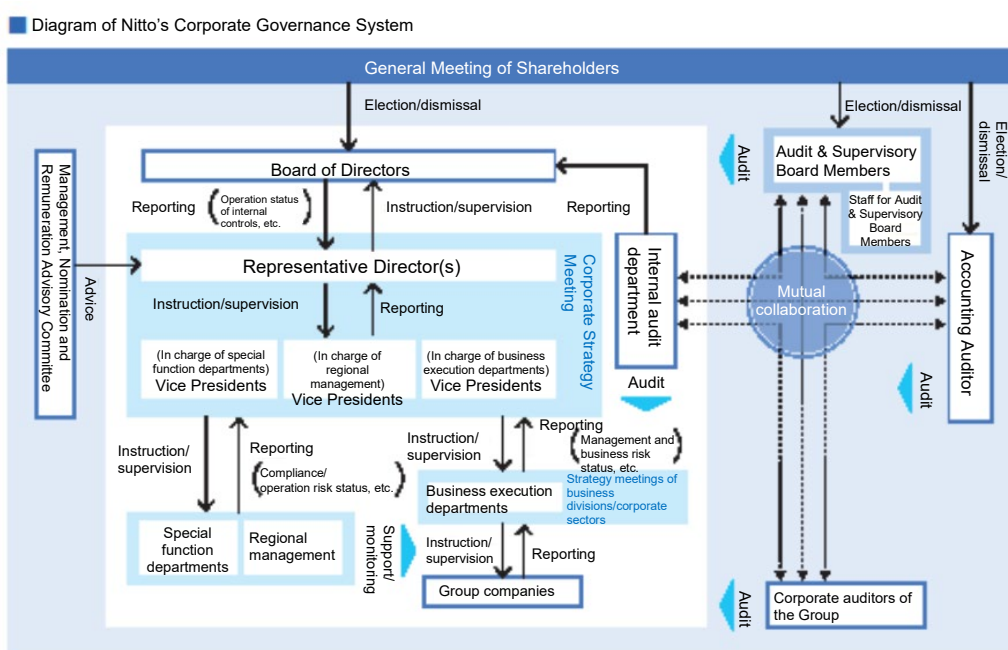 Diagram of Nitto's Corporate Governance System
General Meeting of Shareholders
Election/dismissal
Election/dismissal
Election/
dismissal
Board of Directors
Audit
Audit & Supervisory
Board Members
Staff for Audit
& Supervisory
Board
Members
Management, Nomination and
Remuneration Advisory Committee
Advice
Reporting
(Operation status
of internal
controls, etc.)
Instruction/supervision
Reporting
Representative Director(s)
Corporate Strategy
Meeting
Internal audit
department
Mutual
collaboration
Accounting Auditor
Instruction/supervision
Reporting
(In charge of special
function departments)
Vice Presidents
(In charge of
regional
management)
Vice Presidents
(In charge of business
execution departments)
Vice Presidents
Audit
Audit
Instruction/
supervision
Reporting
(Compliance/
operation risk status, etc.)
Instruction/
supervision
Reporting
(Management and
business risk
status, etc.)
Business execution
departments
Strategy meetings of
business
divisions/corporate
sectors
Special
function
departments
Regional
management
Support/
monitoring
Instruction/
supervision
Reporting
Group companies
Audit
Corporate auditors of
the Group